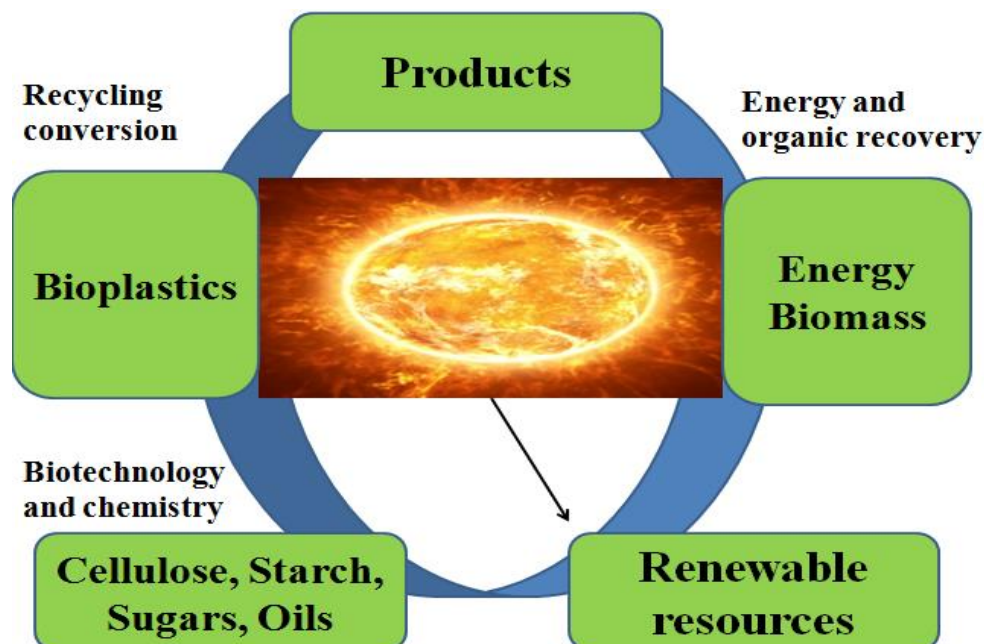 Products
Recycling
conversion
Energy and
organic recovery
Bioplastics
Energy
Biomass
Biotechnology
and chemistry
Cellulose, Starch,
Sugars, Oils
Renewable
resources